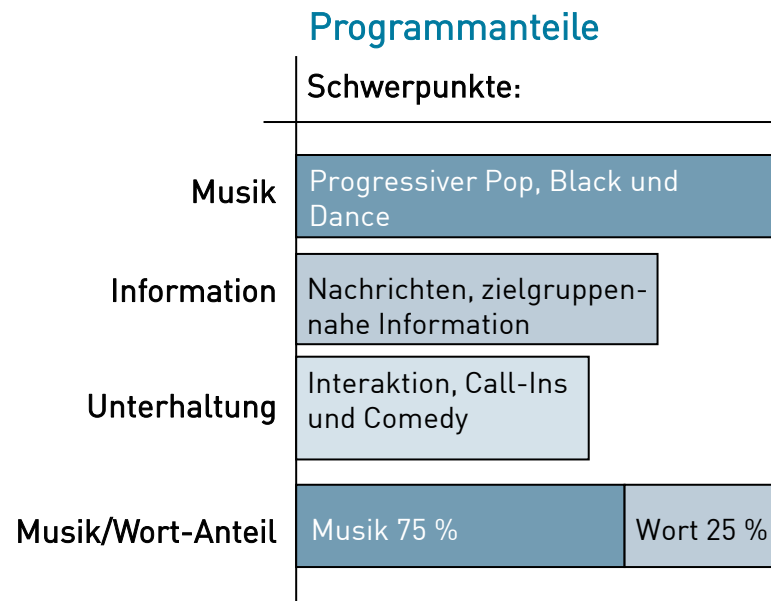 Programmanteile
Schwerpunkte:
Musik
Progressiver Pop, Black und
Dance
Information
Nachrichten, zielgruppen-
nahe Information
Unterhaltung
Interaktion, Call-Ins
und Comedy
Musik/Wort-Anteil
Musik 75 %
Wort 25 %